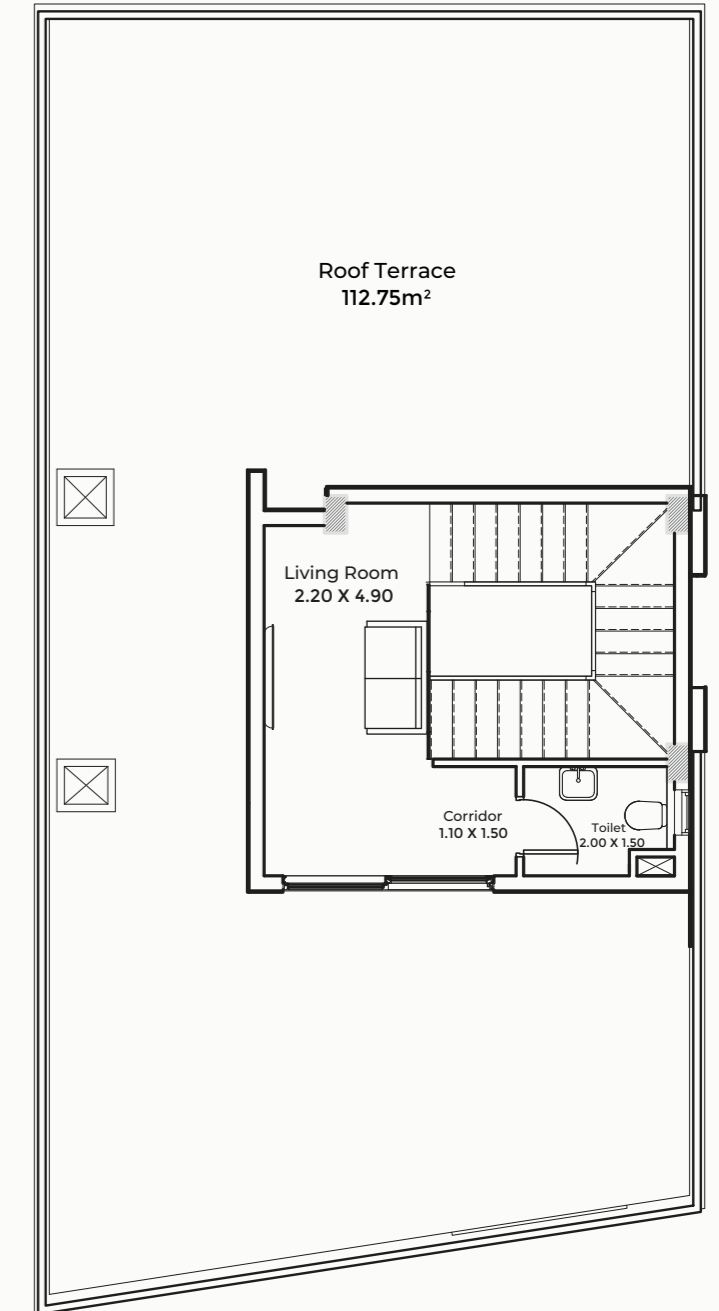 Roof Terrace
112.75m²
Living Room
2.20 X 4.90
Corridor
1.10 X 1.50
Toilet
2.00 X 1.50